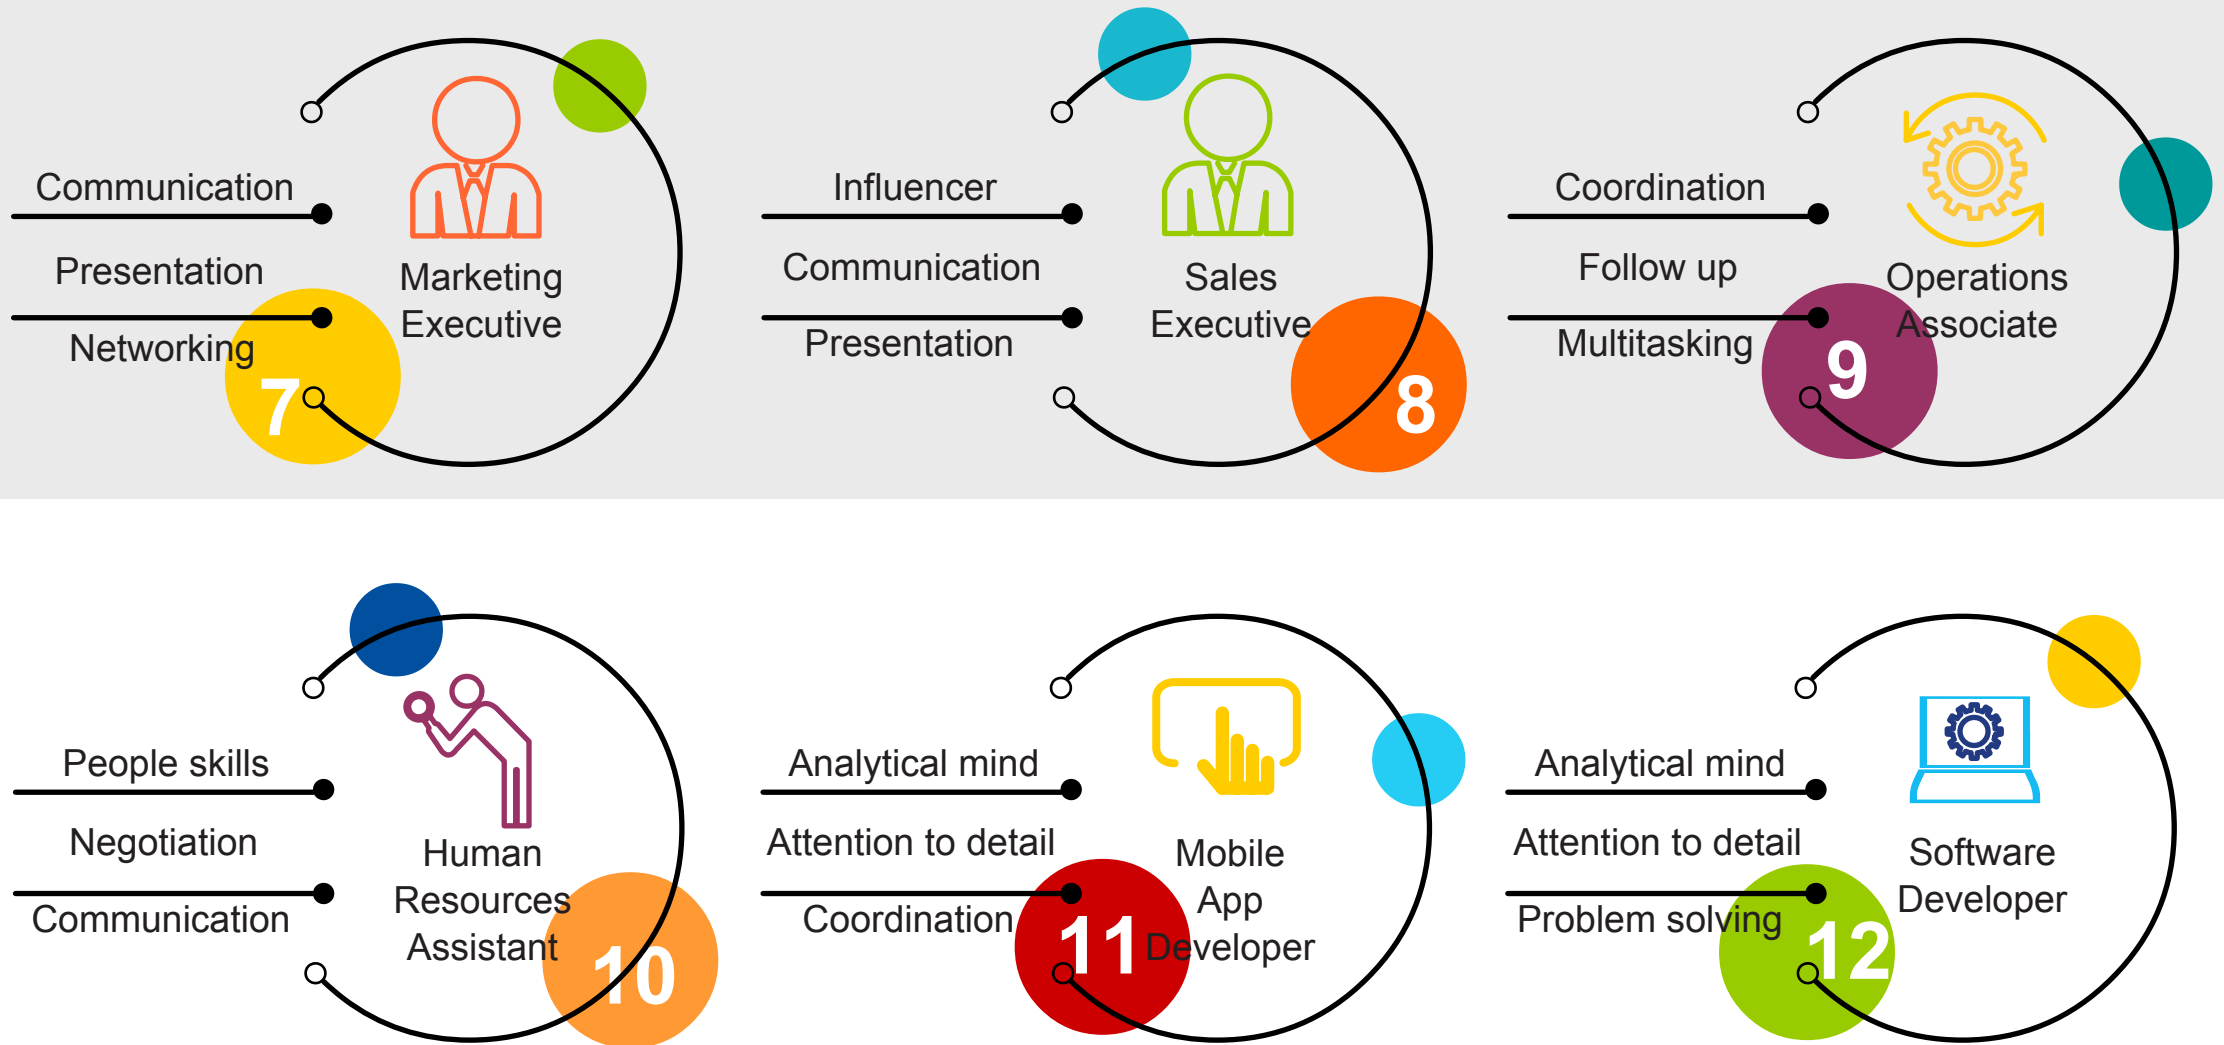 Communication
Presentation
Networking
7
Marketing
Executive
Influencer
Communication
Presentation
8
Sales
Executive
Coordination
Follow up
Multitasking
9
Operations
Associate
People skills
Negotiation
Communication
10
Human
Resources
Assistant
Analytical mind
Attention to detail
Coordination
11
Mobile
App
Developer
Analytical mind
Attention to detail
Problem solving
12
Software
Developer